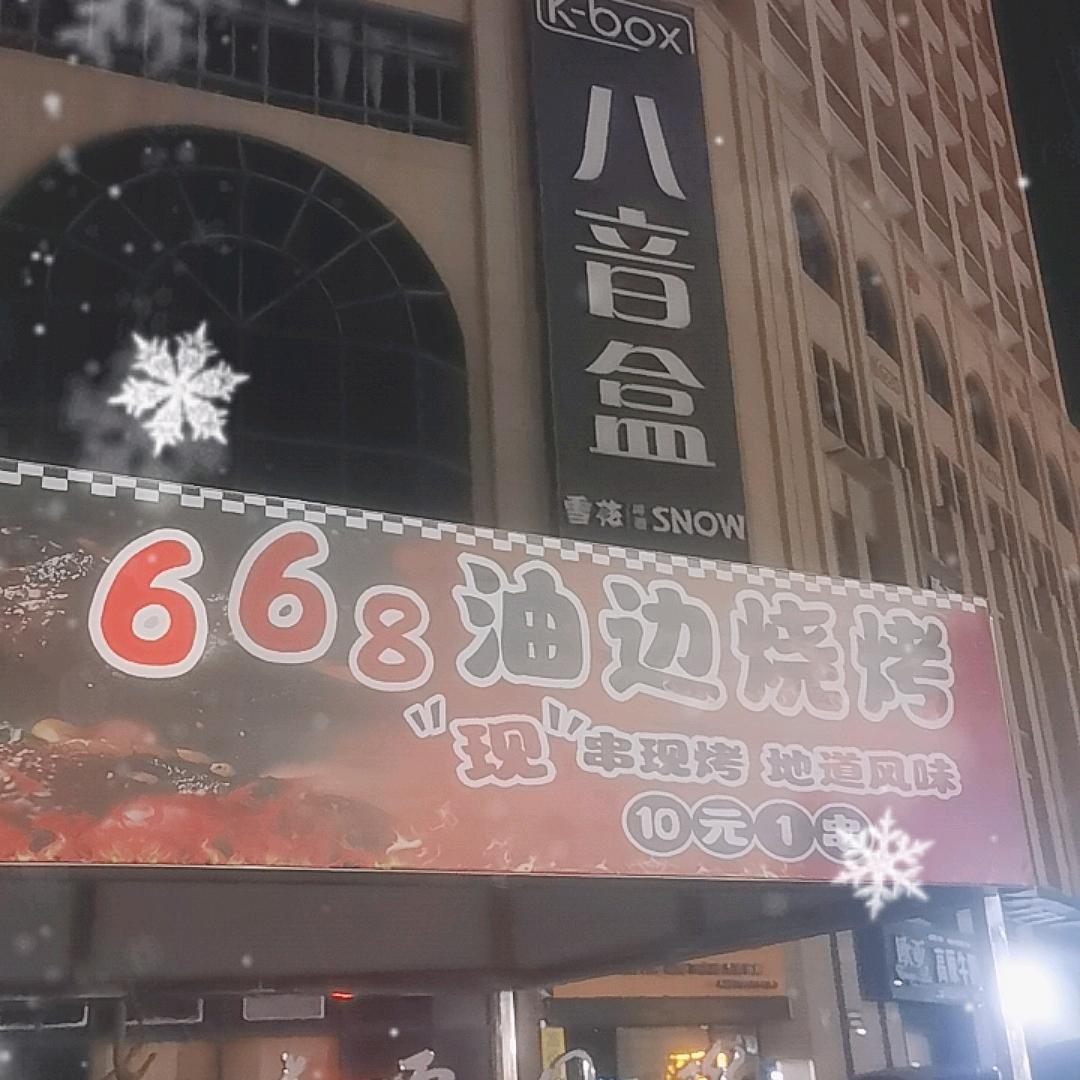 k-box
八音盒
雪花 SNOW
668油边烧烤
"现"串现烤 地道风味
10元1串